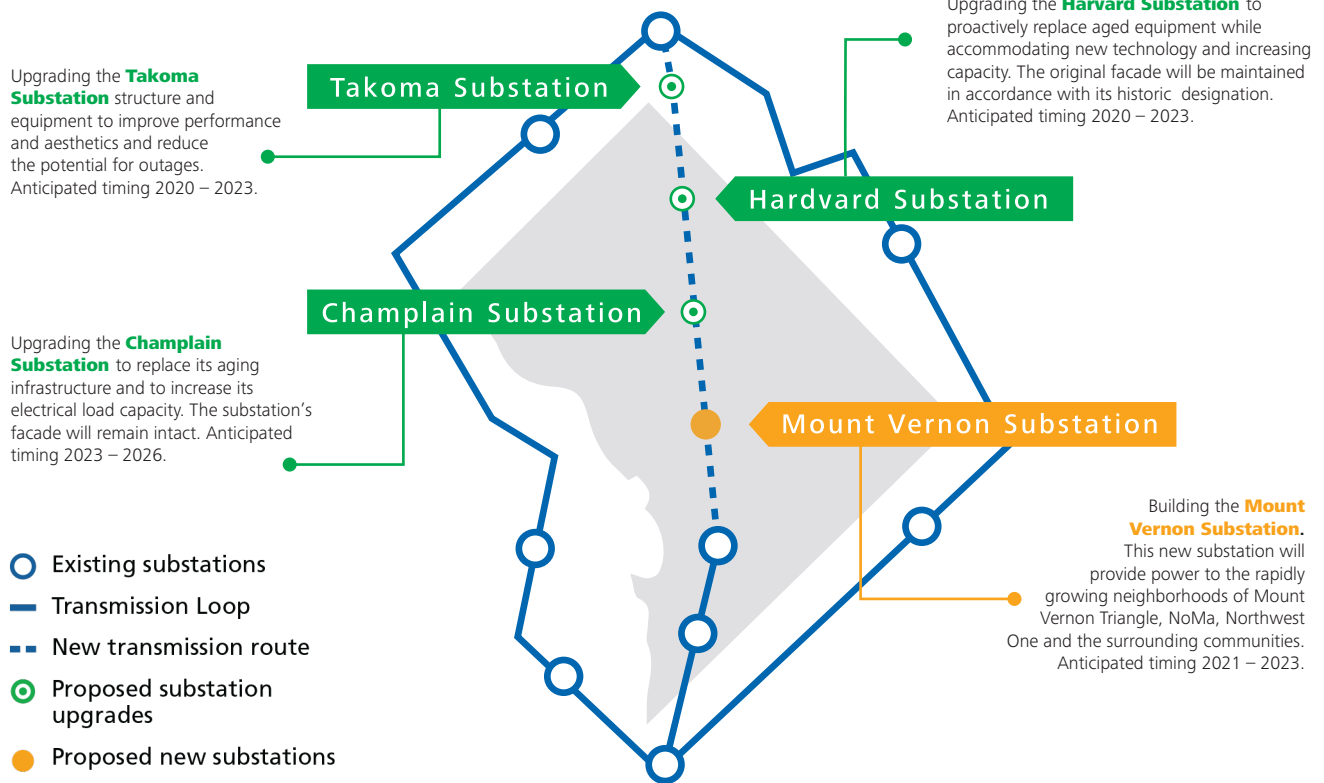 Upgrading the Harvard Substation to
proactively replace aged equipment while
accommodating new technology and increasing
capacity. The original facade will be maintained
in accordance with its historic designation.
Anticipated timing 2020 – 2023.
Upgrading the Takoma
Substation structure and
equipment to improve performance
and aesthetics and reduce
the potential for outages.
Anticipated timing 2020 – 2023.
Takoma Substation
Hardvard Substation
Champlain Substation
Upgrading the Champlain
Substation to replace its aging
infrastructure and to increase its
electrical load capacity. The substation’s
facade will remain intact. Anticipated
timing 2023 – 2026.
Mount Vernon Substation
Building the Mount
Vernon Substation.
This new substation will
provide power to the rapidly
growing neighborhoods of Mount
Vernon Triangle, NoMa, Northwest
One and the surrounding communities.
Anticipated timing 2021 – 2023.
Existing substations
Transmission Loop
New transmission route
Proposed substation
upgrades
Proposed new substations